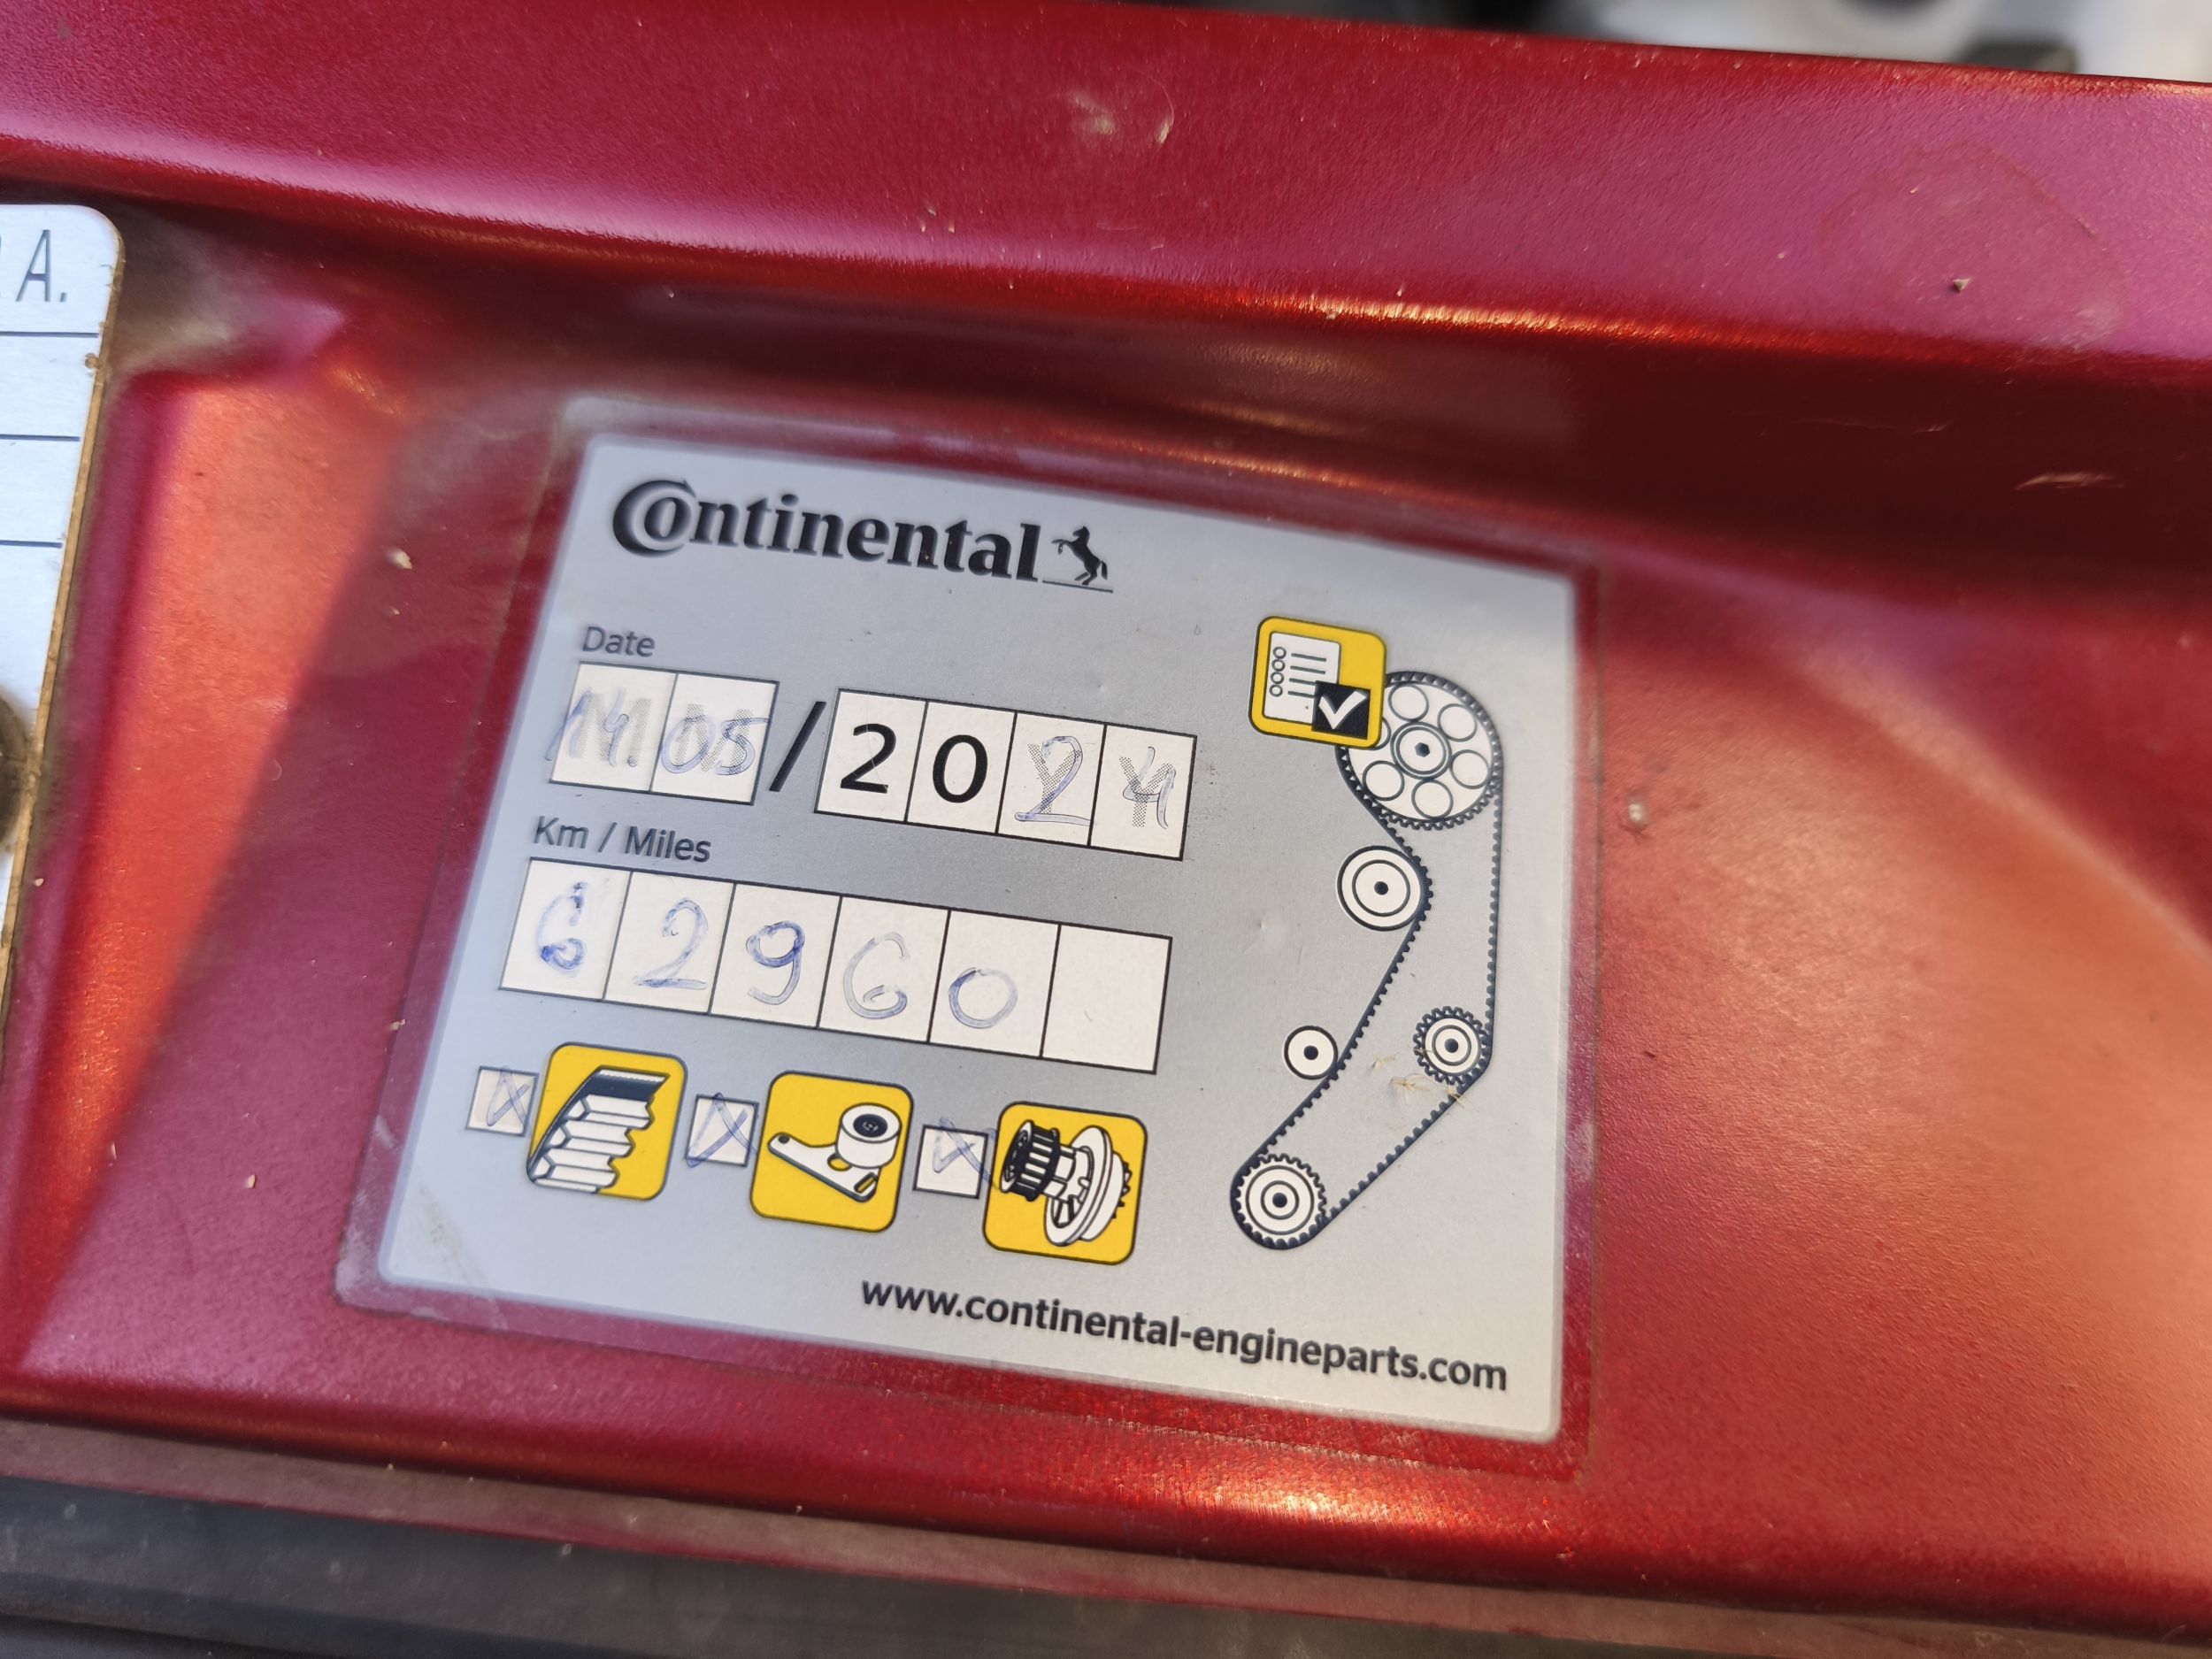 A.
Continental
Date
14.05/2024
Km / Miles
62960
www.continental-engineparts.com